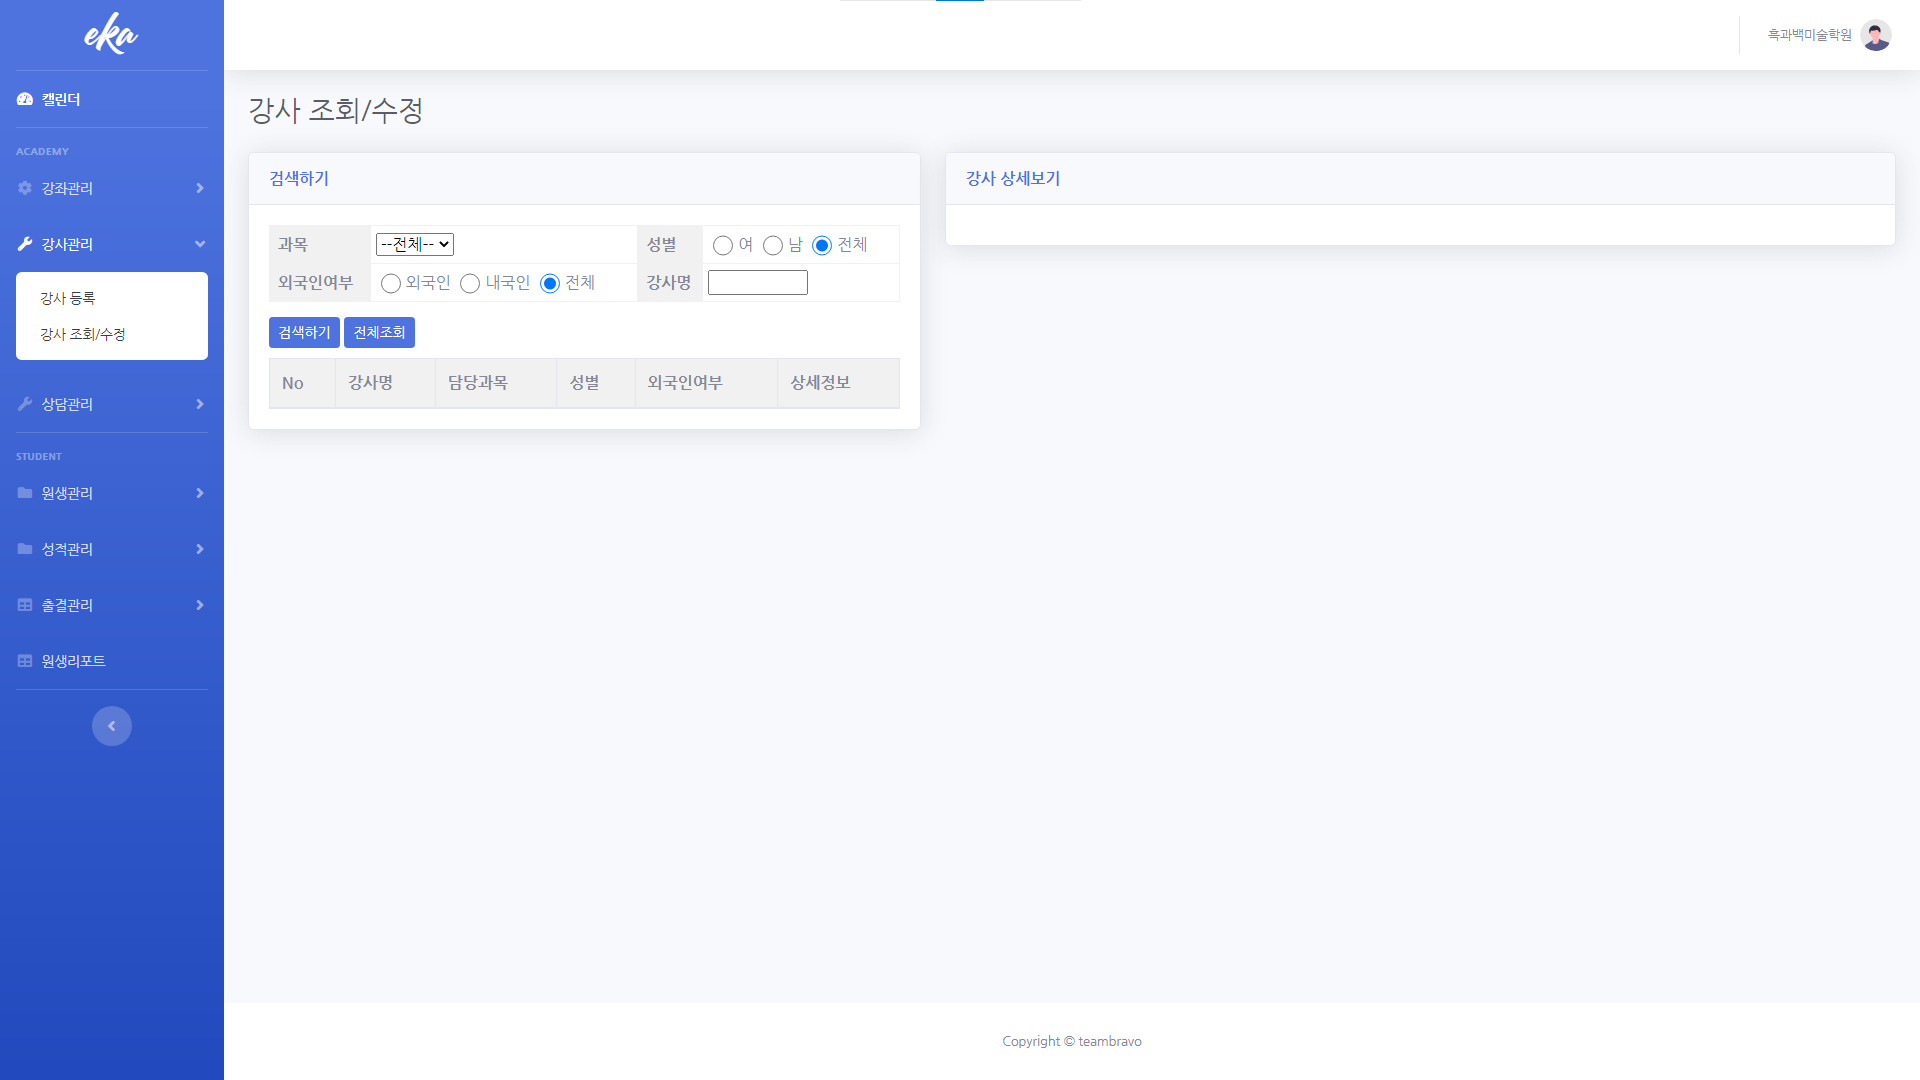 eka
흑과백미술학원
캘린더
ACADEMY
강좌관리
강사관리
강사 등록
강사 조회/수정
상담관리
STUDENT
원생관리
성적관리
출결관리
원생리포트
강사 조회/수정
검색하기
과목 --전체-- 성별 여 남 전체
외국인여부 외국인 내국인 전체 강사명
검색하기 전체조회
No 강사명 담당과목 성별 외국인여부 상세정보
강사 상세보기
Copyright © teambravo